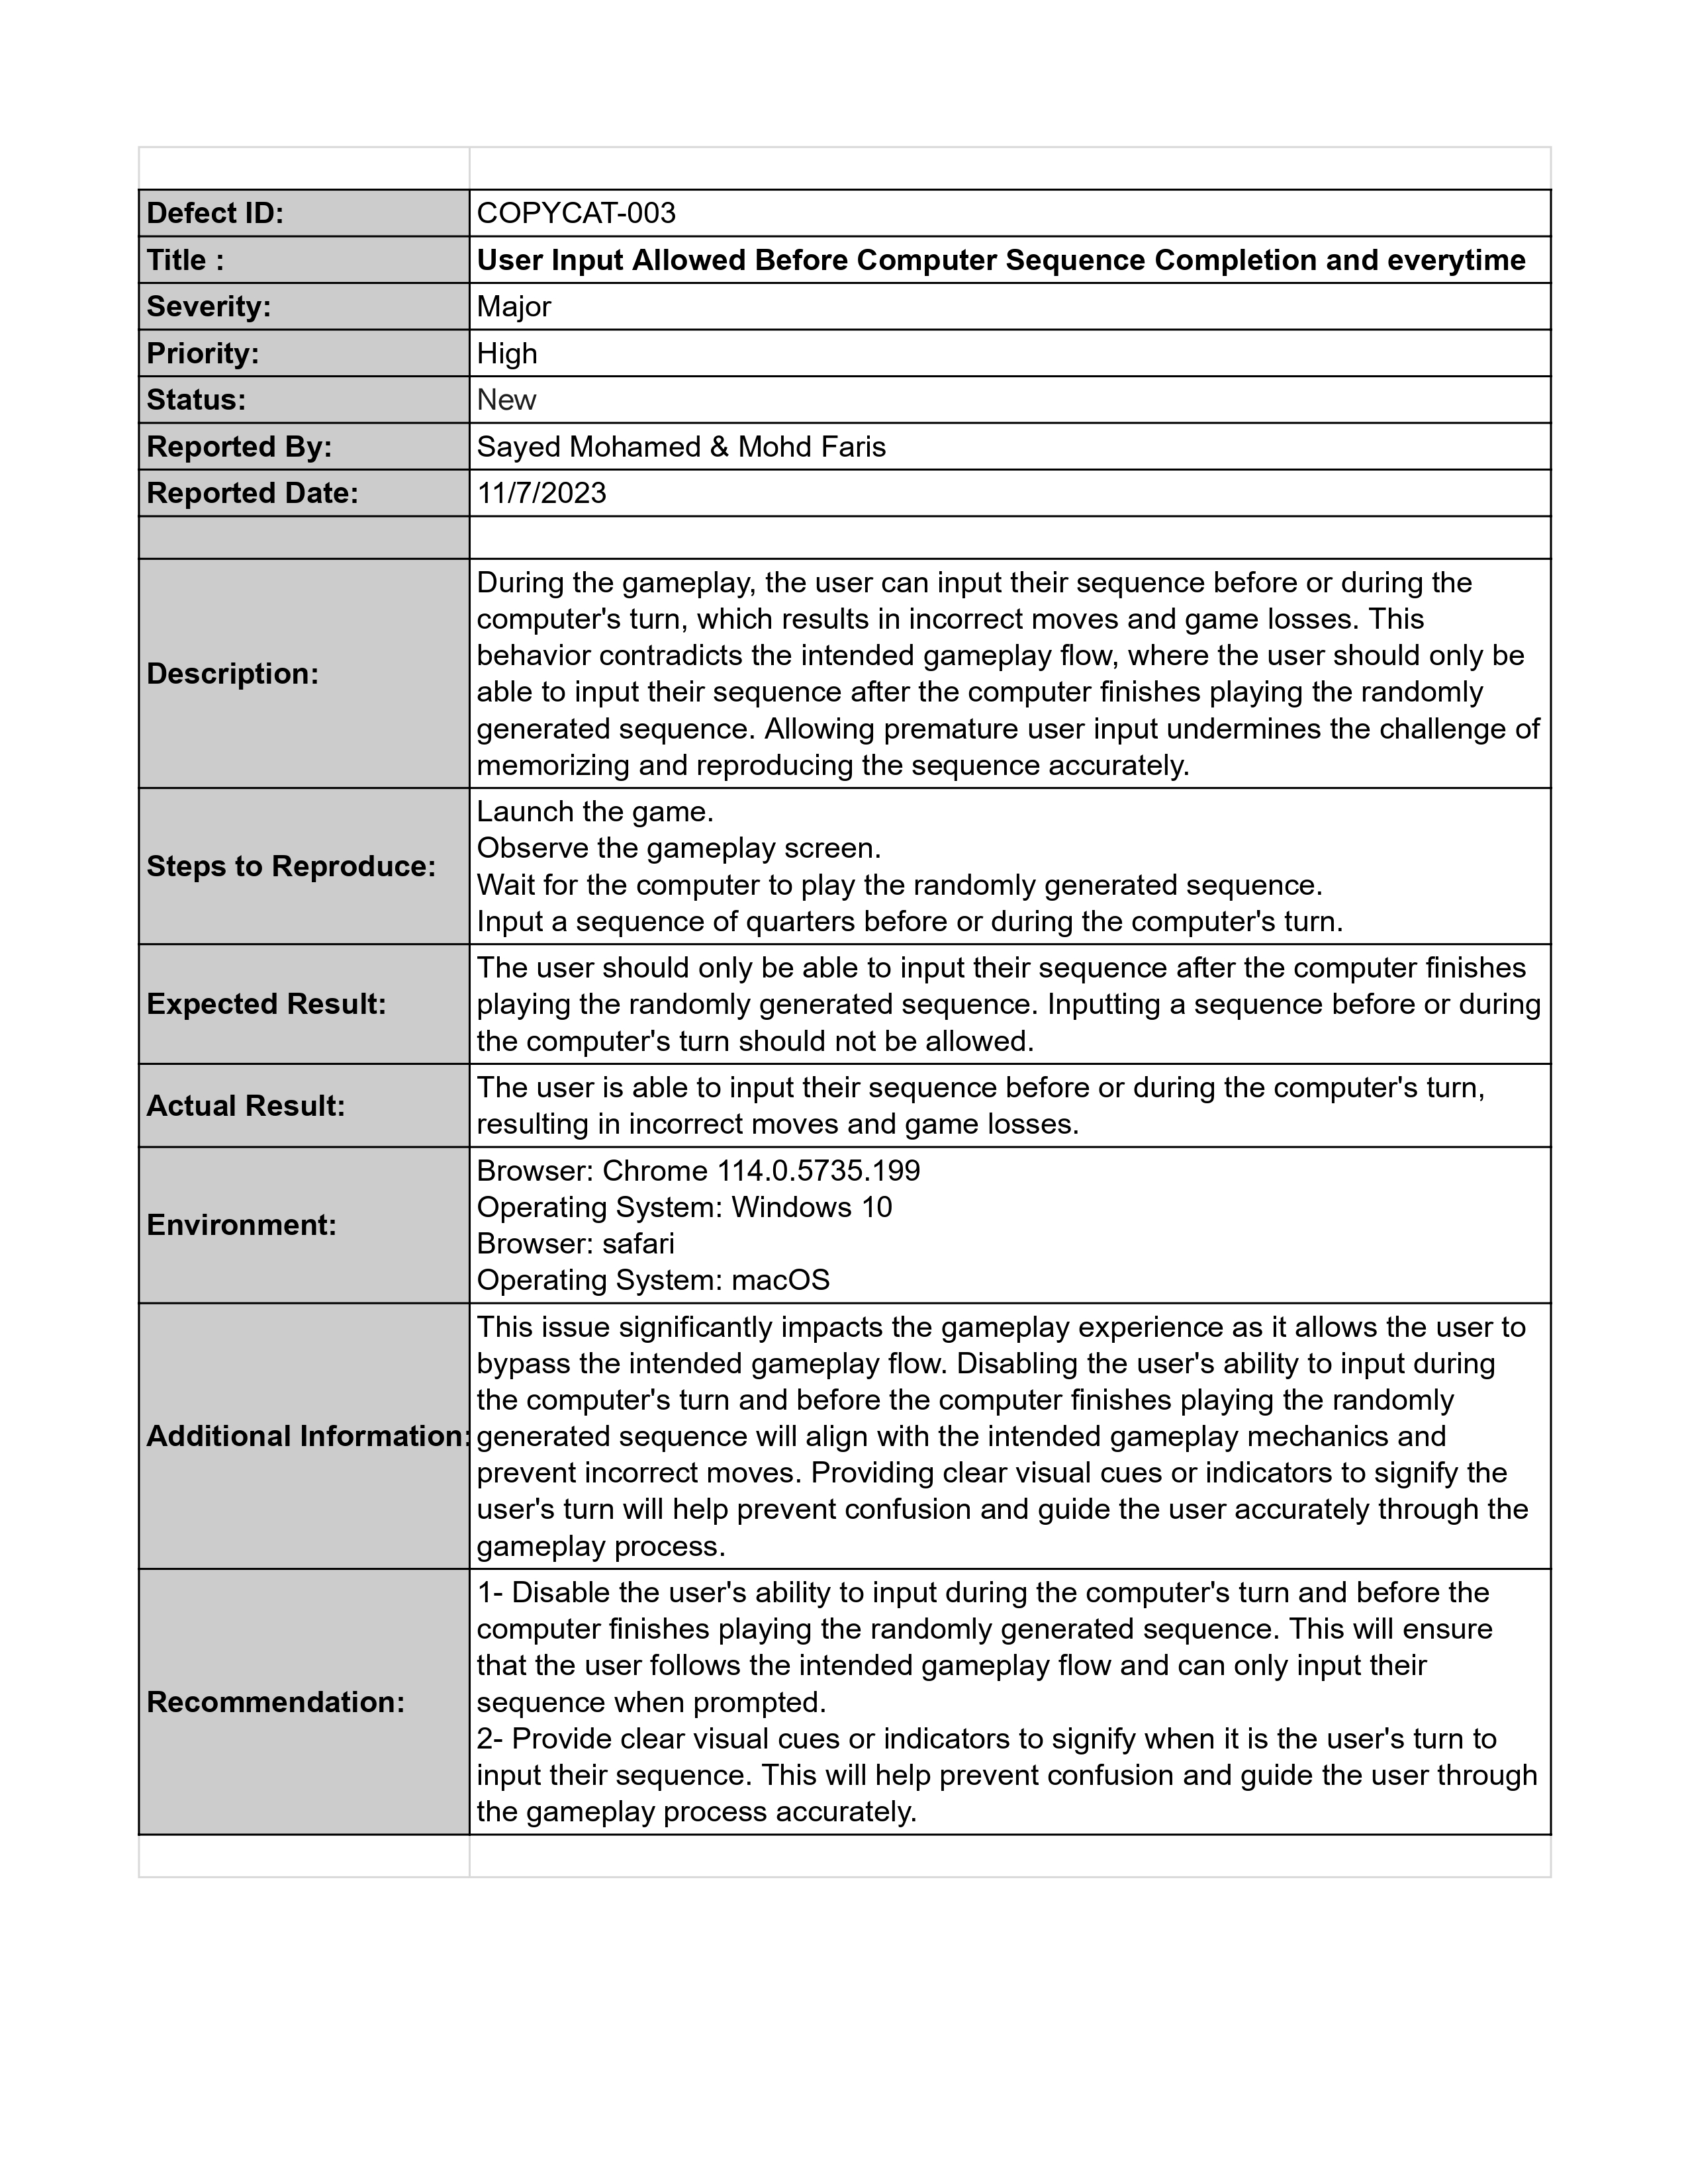 Defect ID: COPYCAT-003
Title : User Input Allowed Before Computer Sequence Completion and everytime
Severity: Major
Priority: High
Status: New
Reported By: Sayed Mohamed & Mohd Faris
Reported Date: 11/7/2023
Description:
During the gameplay, the user can input their sequence before or during the
computer's turn, which results in incorrect moves and game losses. This
behavior contradicts the intended gameplay flow, where the user should only be
able to input their sequence after the computer finishes playing the randomly
generated sequence. Allowing premature user input undermines the challenge of
memorizing and reproducing the sequence accurately.
Steps to Reproduce:
Launch the game.
Observe the gameplay screen.
Wait for the computer to play the randomly generated sequence.
Input a sequence of quarters before or during the computer's turn.
Expected Result:
The user should only be able to input their sequence after the computer finishes
playing the randomly generated sequence. Inputting a sequence before or during
the computer's turn should not be allowed.
Actual Result:
The user is able to input their sequence before or during the computer's turn,
resulting in incorrect moves and game losses.
Environment:
Browser: Chrome 114.0.5735.199
Operating System: Windows 10
Browser: safari
Operating System: macOS
Additional Information:
This issue significantly impacts the gameplay experience as it allows the user to
bypass the intended gameplay flow. Disabling the user's ability to input during
the computer's turn and before the computer finishes playing the randomly
generated sequence will align with the intended gameplay mechanics and
prevent incorrect moves. Providing clear visual cues or indicators to signify the
user's turn will help prevent confusion and guide the user accurately through the
gameplay process.
Recommendation:
1- Disable the user's ability to input during the computer's turn and before the
computer finishes playing the randomly generated sequence. This will ensure
that the user follows the intended gameplay flow and can only input their
sequence when prompted.
2- Provide clear visual cues or indicators to signify when it is the user's turn to
input their sequence. This will help prevent confusion and guide the user through
the gameplay process accurately.